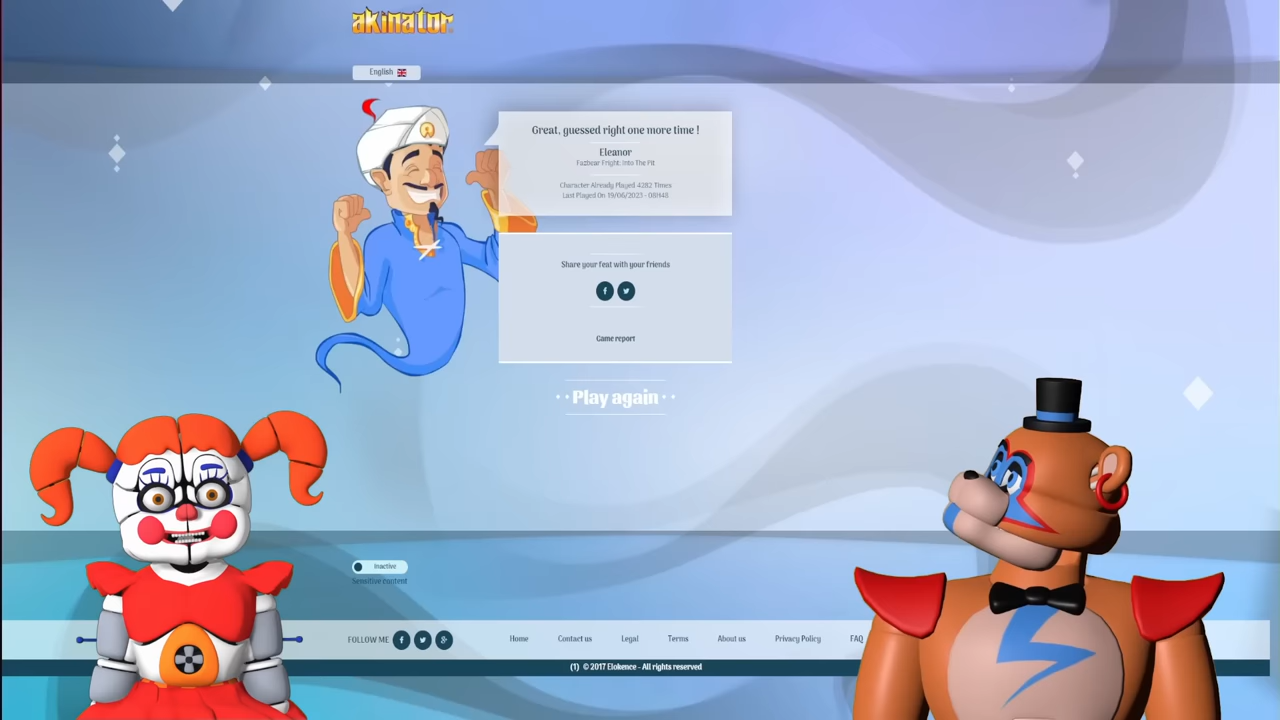 akinator
English
Great, guessed right one more time !
Eleanor
Fazbear Fright: Into The Pit
Character Already Played 4282 Times
Last Played On 19/06/2023 - 06H48
Share your feat with your friends
Game report
Play again
Inactive
Sensitive content
FOLLOW ME
Home
Contact us
Legal
Terms
About us
Privacy Policy
FAQ
(1) © 2017 Elokence - All rights reserved